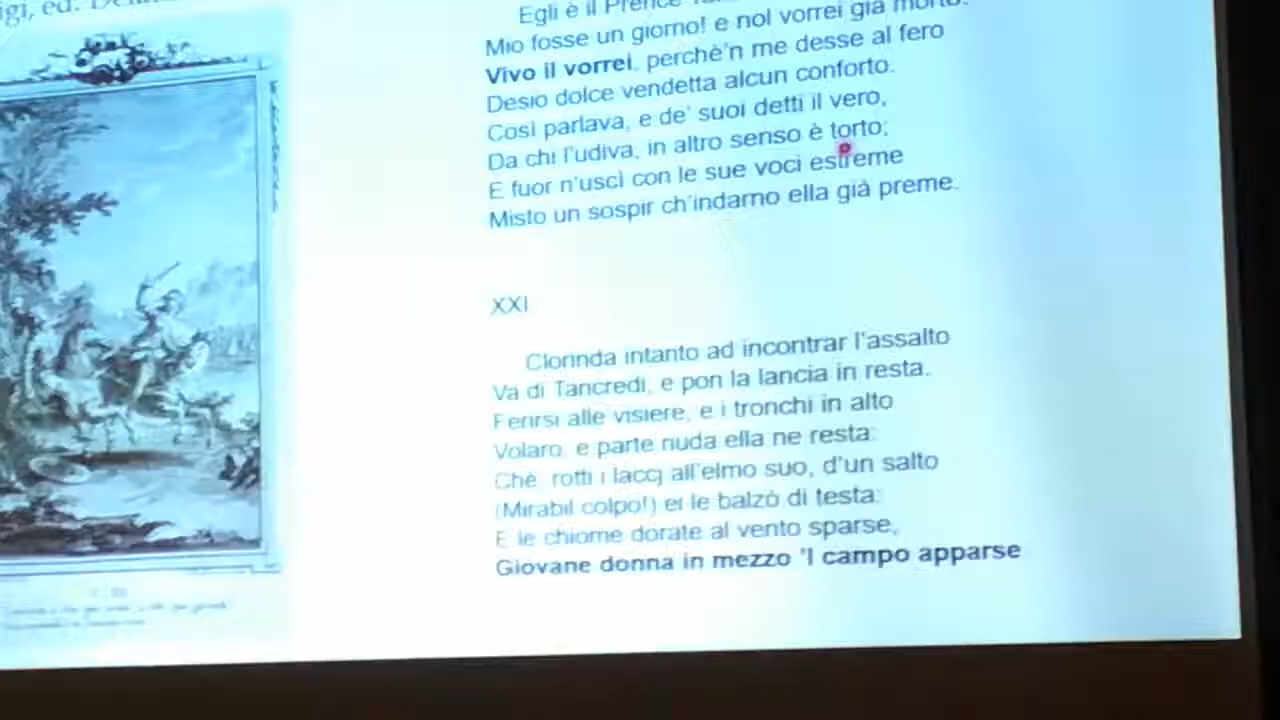 igi, ed.
Egli è il Prence
Mio fosse un giorno! e nol vorrei già morto.
Vivo il vorrei, perchè'n me desse al fero
Desio dolce vendetta alcun conforto.
Così parlava, e de' suoi detti il vero,
Da chi l'udiva, in altro senso è torto;
E fuor n'uscì con le sue voci estreme
Misto un sospir ch'indarno ella già preme.
XXI
Clorinda intanto ad incontrar l'assalto
Va di Tancredi, e pon la lancia in resta.
Ferirsi alle visiere, e i tronchi in alto
Volaro, e parte nuda ella ne resta:
Chè, rotti i laccj all'elmo suo, d'un salto
(Mirabil colpo!) ei le balzò di testa:
E le chiome dorate al vento sparse,
Giovane donna in mezzo 'l campo apparse